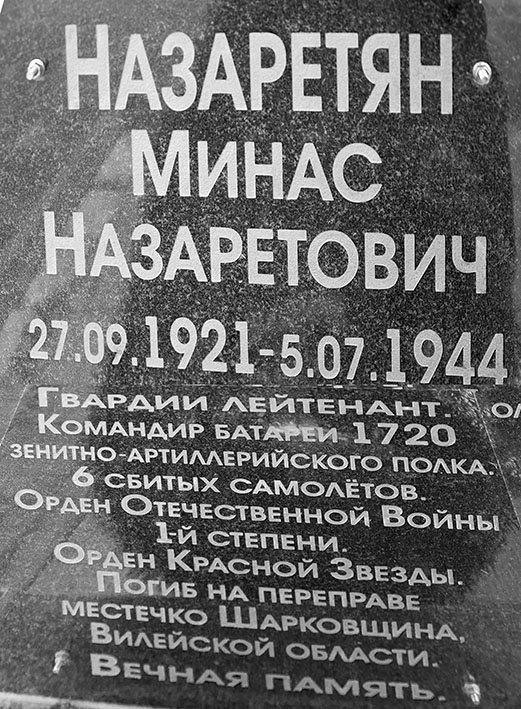 НАЗАРЕТЯН
МИНАС
НАЗАРЕТОВИЧ
27.09.1921-5.07.1944
ГВАРДИИ ЛЕЙТЕНАНТ.
КОМАНДИР БАТАРЕИ 1720
ЗЕНИТНО-АРТИЛЛЕРИЙСКОГО ПОЛКА.
6 СБИТЫХ САМОЛЁТОВ.
ОРДЕН ОТЕЧЕСТВЕННОЙ ВОЙНЫ
1-Й СТЕПЕНИ.
ОРДЕН КРАСНОЙ ЗВЕЗДЫ.
ПОГИБ НА ПЕРЕПРАВЕ
МЕСТЕЧКО ШАРКОВЩИНА,
ВИЛЕЙСКОЙ ОБЛАСТИ.
ВЕЧНАЯ ПАМЯТЬ.